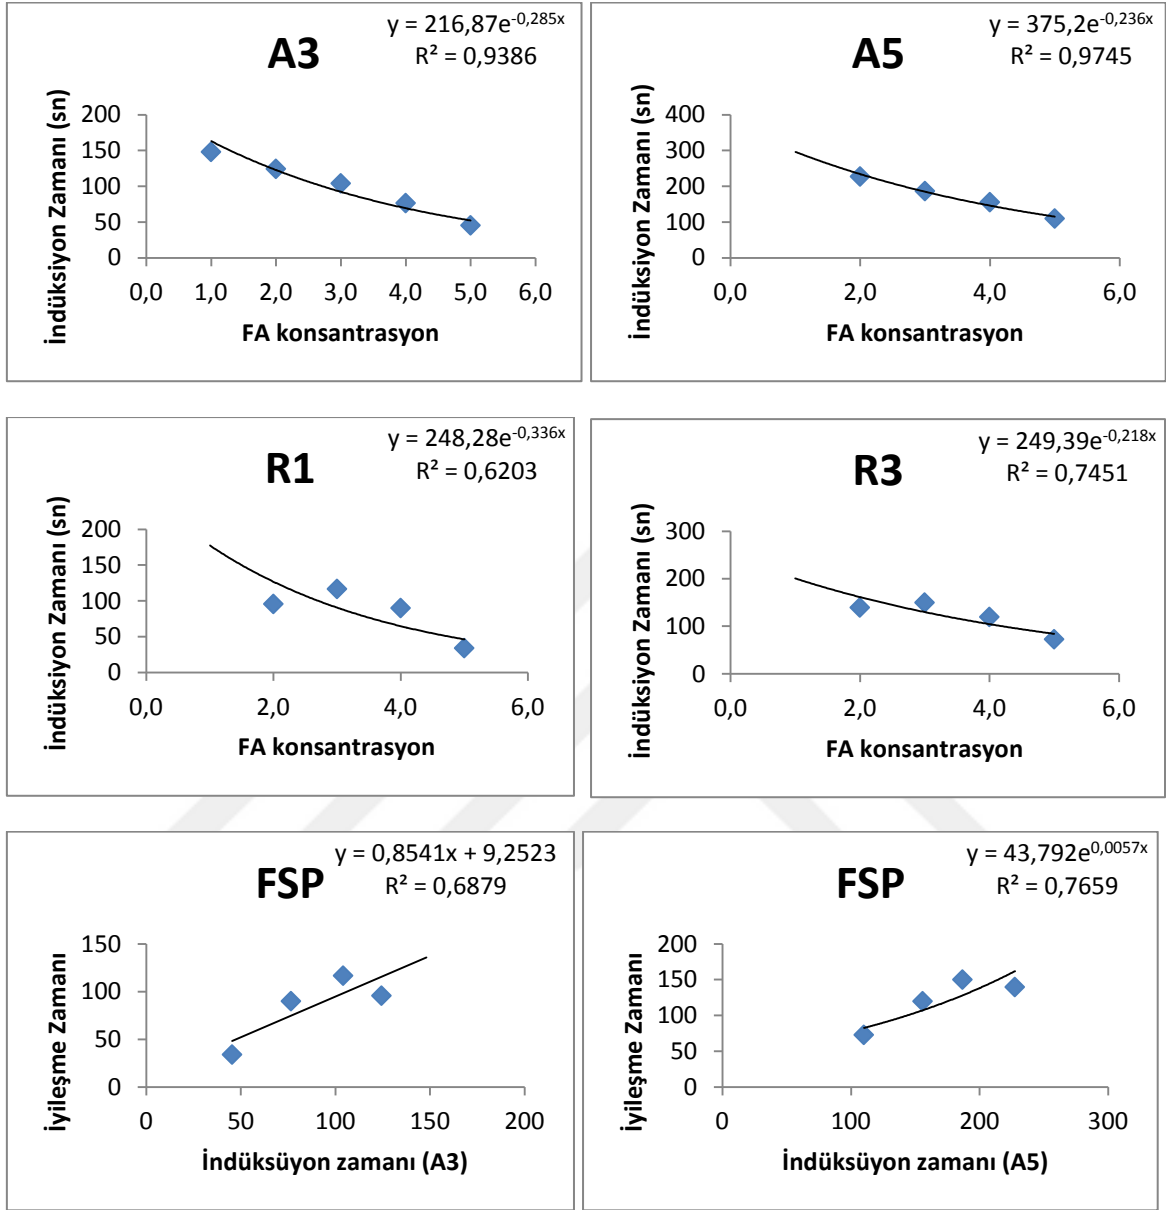 y = 216,87e^-0,285x
R² = 0,9386
A3
İndüksiyon Zamanı (sn)
200
150
100
50
0
0,0 1,0 2,0 3,0 4,0 5,0 6,0
FA konsantrasyon
y = 375,2e^-0,236x
R² = 0,9745
A5
İndüksiyon Zamanı (sn)
400
300
200
100
0
0,0 2,0 4,0 6,0
FA konsantrasyon
y = 248,28e^-0,336x
R² = 0,6203
R1
İndüksiyon Zamanı (sn)
200
150
100
50
0
0,0 2,0 4,0 6,0
FA konsantrasyon
y = 249,39e^-0,218x
R² = 0,7451
R3
İndüksiyon Zamanı (sn)
300
200
100
0
0,0 2,0 4,0 6,0
FA konsantrasyon
y = 0,8541x + 9,2523
R² = 0,6879
FSP
İyileşme Zamanı
150
100
50
0
0 50 100 150 200
İndüksüyon zamanı (A3)
y = 43,792e^0,0057x
R² = 0,7659
FSP
İyileşme Zamanı
200
150
100
50
0
0 100 200 300
İndüksüyon zamanı (A5)